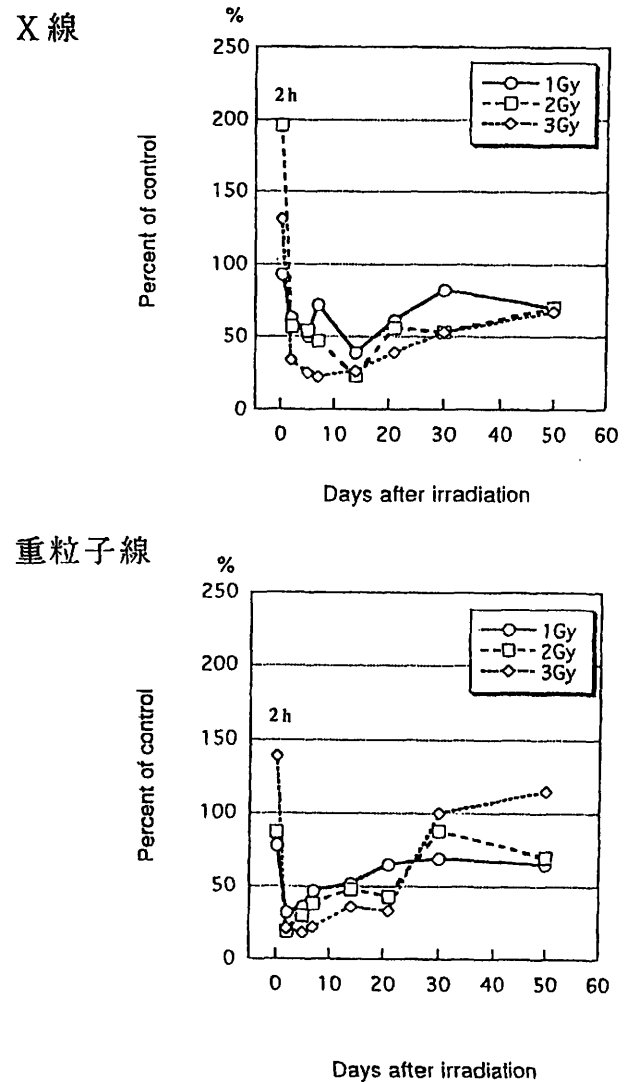 X線
%
250
200
150
100
50
0
2h
1Gy
2Gy
3Gy
Percent of control
0 10 20 30 40 50 60
Days after irradiation
重粒子線
%
250
200
150
100
50
0
2h
1Gy
2Gy
3Gy
Percent of control
0 10 20 30 40 50 60
Days after irradiation